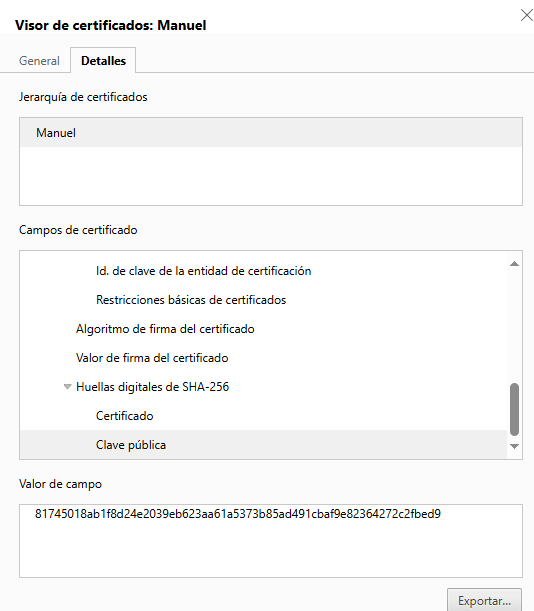 Visor de certificados: Manuel
General Detalles
Jerarquía de certificados
Manuel
Campos de certificado
Id. de clave de la entidad de certificación
Restricciones básicas de certificados
Algoritmo de firma del certificado
Valor de firma del certificado
Huellas digitales de SHA-256
Certificado
Clave pública
Valor de campo
81745018ab1f8d24e2039eb623aa61a5373b85ad491cbaf9e82364272c2fbed9
Exportar...